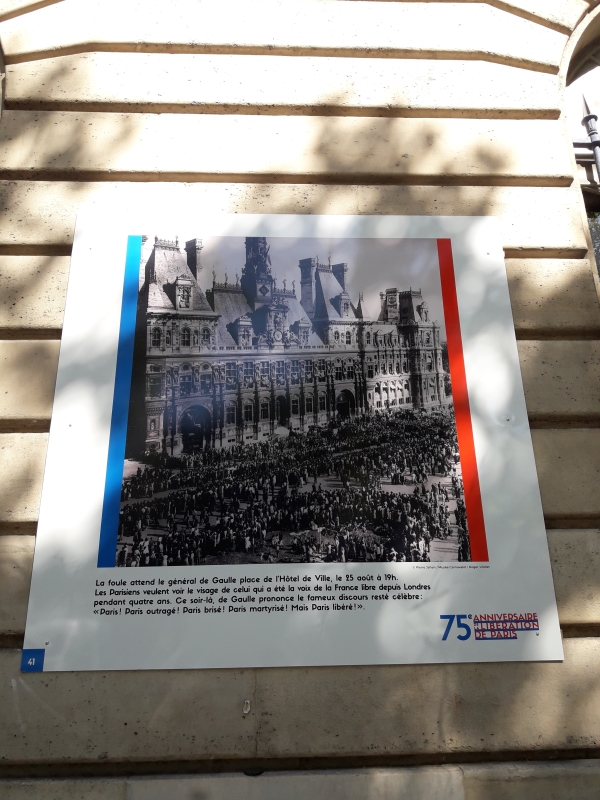 La foule attend le général de Gaulle place de l'Hôtel de Ville, le 25 août à 19h.
Les Parisiens veulent voir le visage de celui qui a été la voix de la France libre depuis Londres
pendant quatre ans. Ce soir-là, de Gaulle prononce le fameux discours resté célèbre:
«Paris! Paris outragé! Paris brisé! Paris martyrisé! Mais Paris libéré!».
75e ANNIVERSAIRE
DE LA LIBÉRATION
DE PARIS
41